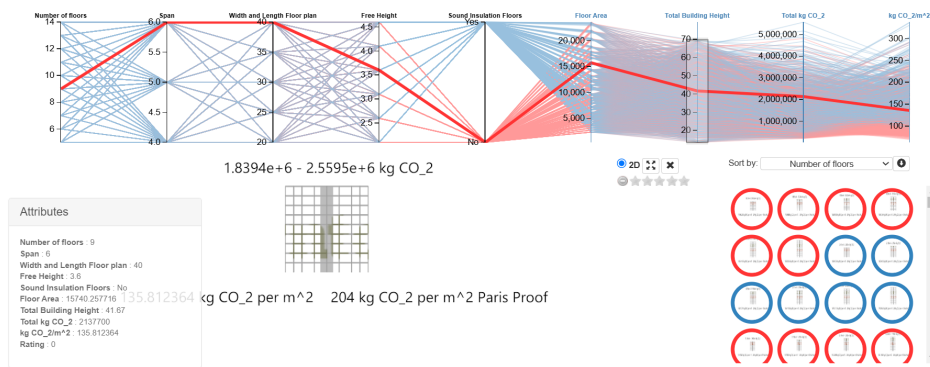 Number of floors Span Width and Length Floor plan Free Height Sound Insulation Floors Floor Area Total Building Height Total kg CO_2 kg CO_2/m^2
14 6.0 40 4.5 Yes 20,000 70 5,000,000 300
12 5.5 35 4.0 15,000 60 4,000,000 250
10 5.0 30 3.5 10,000 50 3,000,000 200
8 4.5 25 3.0 5,000 40 2,000,000 150
6 4.0 20 2.5 No 30 1,000,000 100
20
1.8394e+6 - 2.5595e+6 kg CO_2
2D
Sort by: Number of floors
Attributes
Number of floors : 9
Span : 6
Width and Length Floor plan : 40
Free Height : 3.6
Sound Insulation Floors : No
Floor Area : 15740.257716
Total Building Height : 41.67
Total kg CO_2 : 2137700
kg CO_2/m^2 : 135.812364
Rating : 0
135.812364 kg CO_2 per m^2 204 kg CO_2 per m^2 Paris Proof